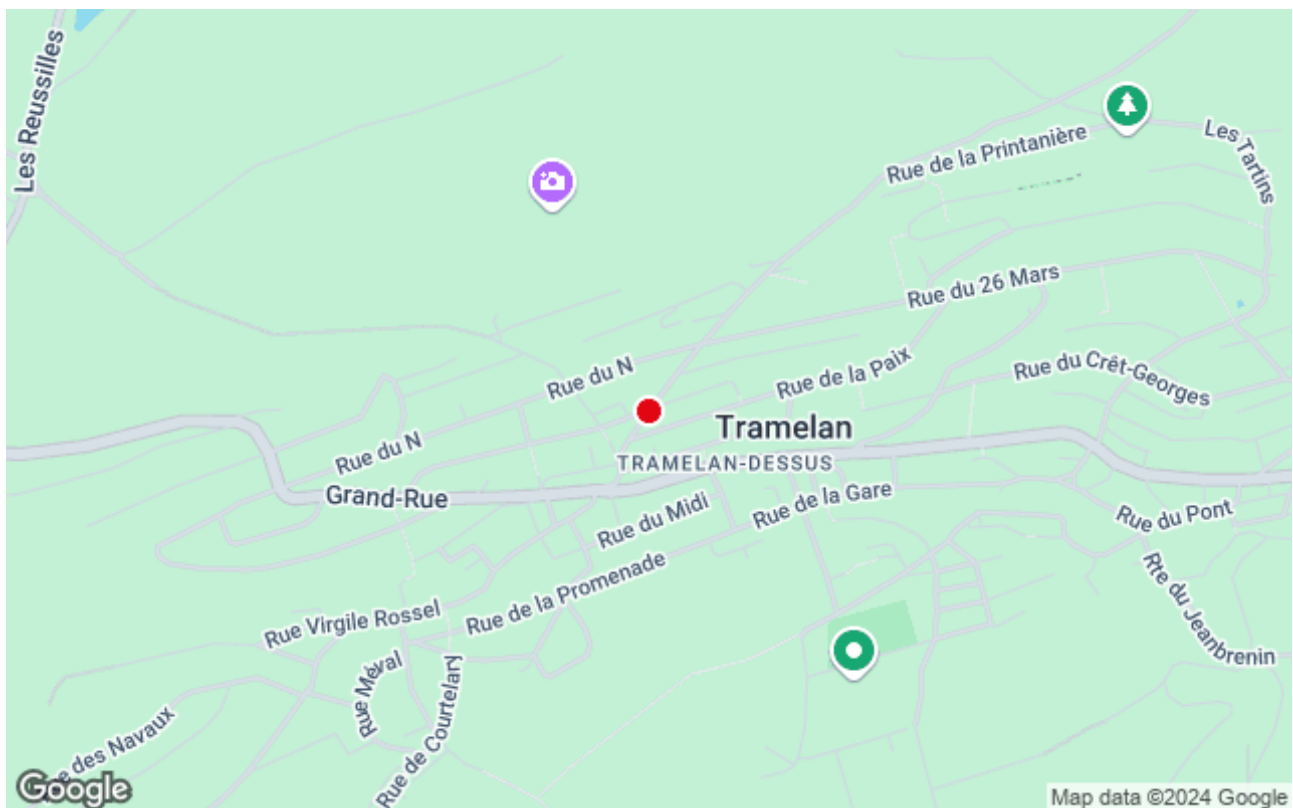 Les Reussilles
Rue de la Printanière
Les Tartins
Rue du 26 Mars
Rue du N
Rue de la Paix
Rue du Crêt-Georges
Tramelan
Rue du N
TRAMELAN-DESSUS
Grand-Rue
Rue du Midi
Rue de la Gare
Rue du Pont
Rue de la Promenade
Rte du Jeanbrenin
Rue Virgile Rossel
Rue Méval
Rue de Courtelary
des Navaux
Google
Map data ©2024 Google